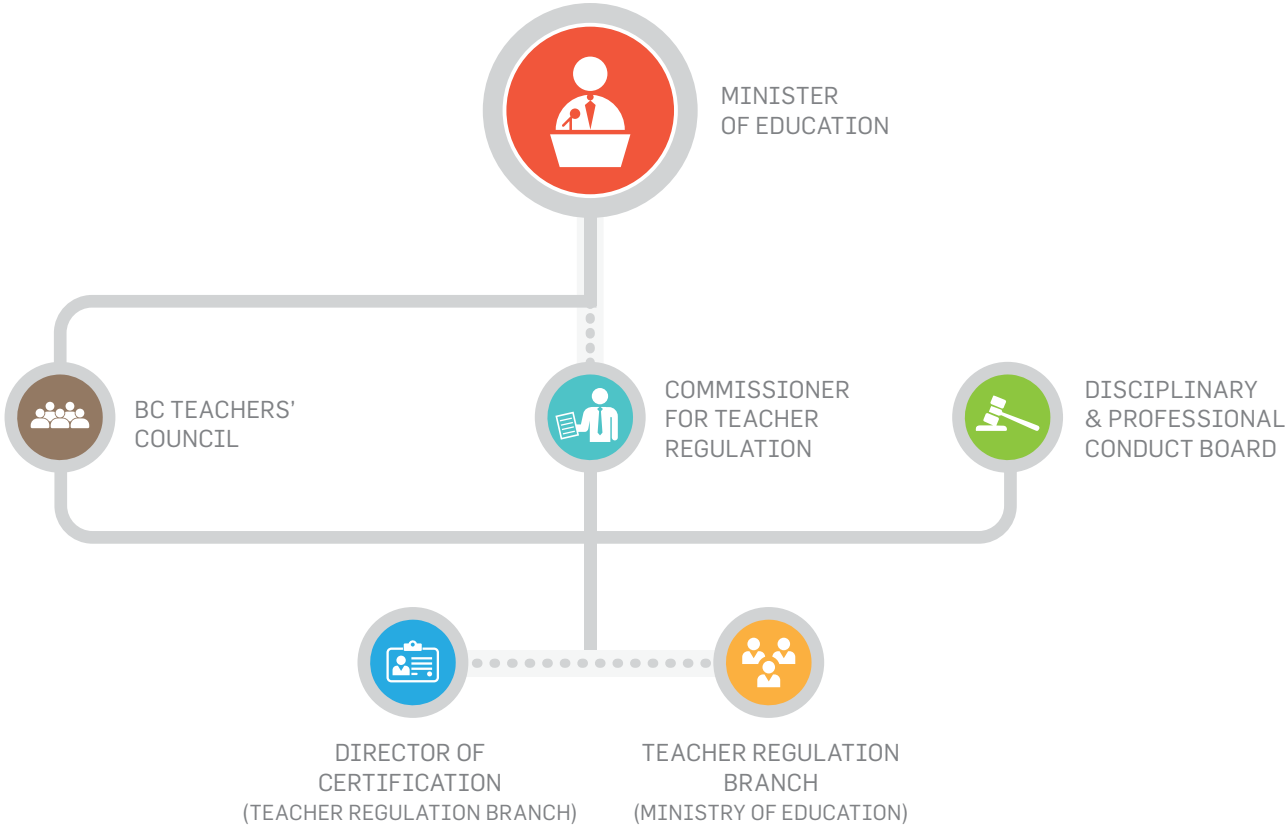 MINISTER
OF EDUCATION
BC TEACHERS'
COUNCIL
COMMISSIONER
FOR TEACHER
REGULATION
DISCIPLINARY
& PROFESSIONAL
CONDUCT BOARD
DIRECTOR OF
CERTIFICATION
(TEACHER REGULATION BRANCH)
TEACHER REGULATION
BRANCH
(MINISTRY OF EDUCATION)